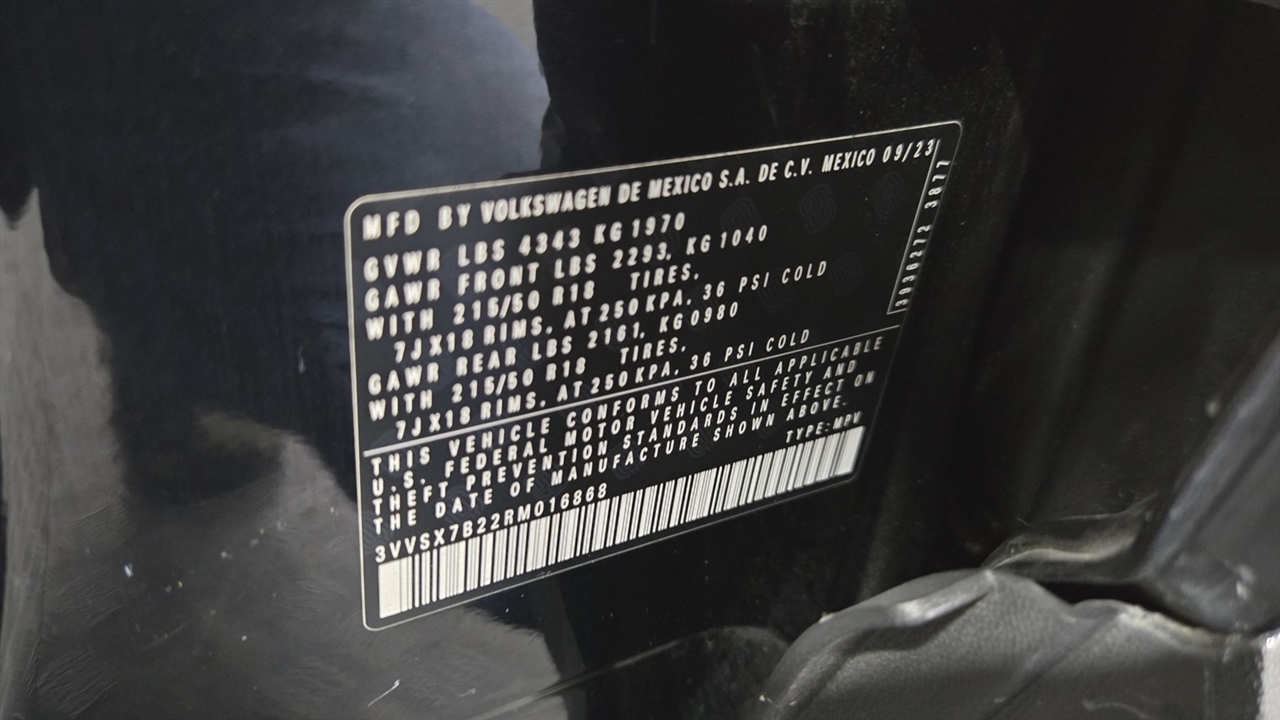 MFD BY VOLKSWAGEN DE MEXICO S.A. DE C.V. MEXICO 09/23
GVWR LBS 4343 KG 1970
GAWR FRONT LBS 2293, KG 1040
WITH 215/50 R18 TIRES,
7JX18 RIMS, AT 250 KPA, 36 PSI COLD
GAWR REAR LBS 2161, KG0980
WITH 215/50 R18 TIRES,
7JX18 RIMS, AT 250 KPA, 36 PSI COLD
3030272 3877
THIS VEHICLE CONFORMS TO ALL APPLICABLE
U.S. FEDERAL MOTOR VEHICLE SAFETY AND
THEFT PREVENTION STANDARDS IN EFFECT ON
THE DATE OF MANUFACTURE SHOWN ABOVE.
TYPE:MPV
3VVSX7B22RM016868